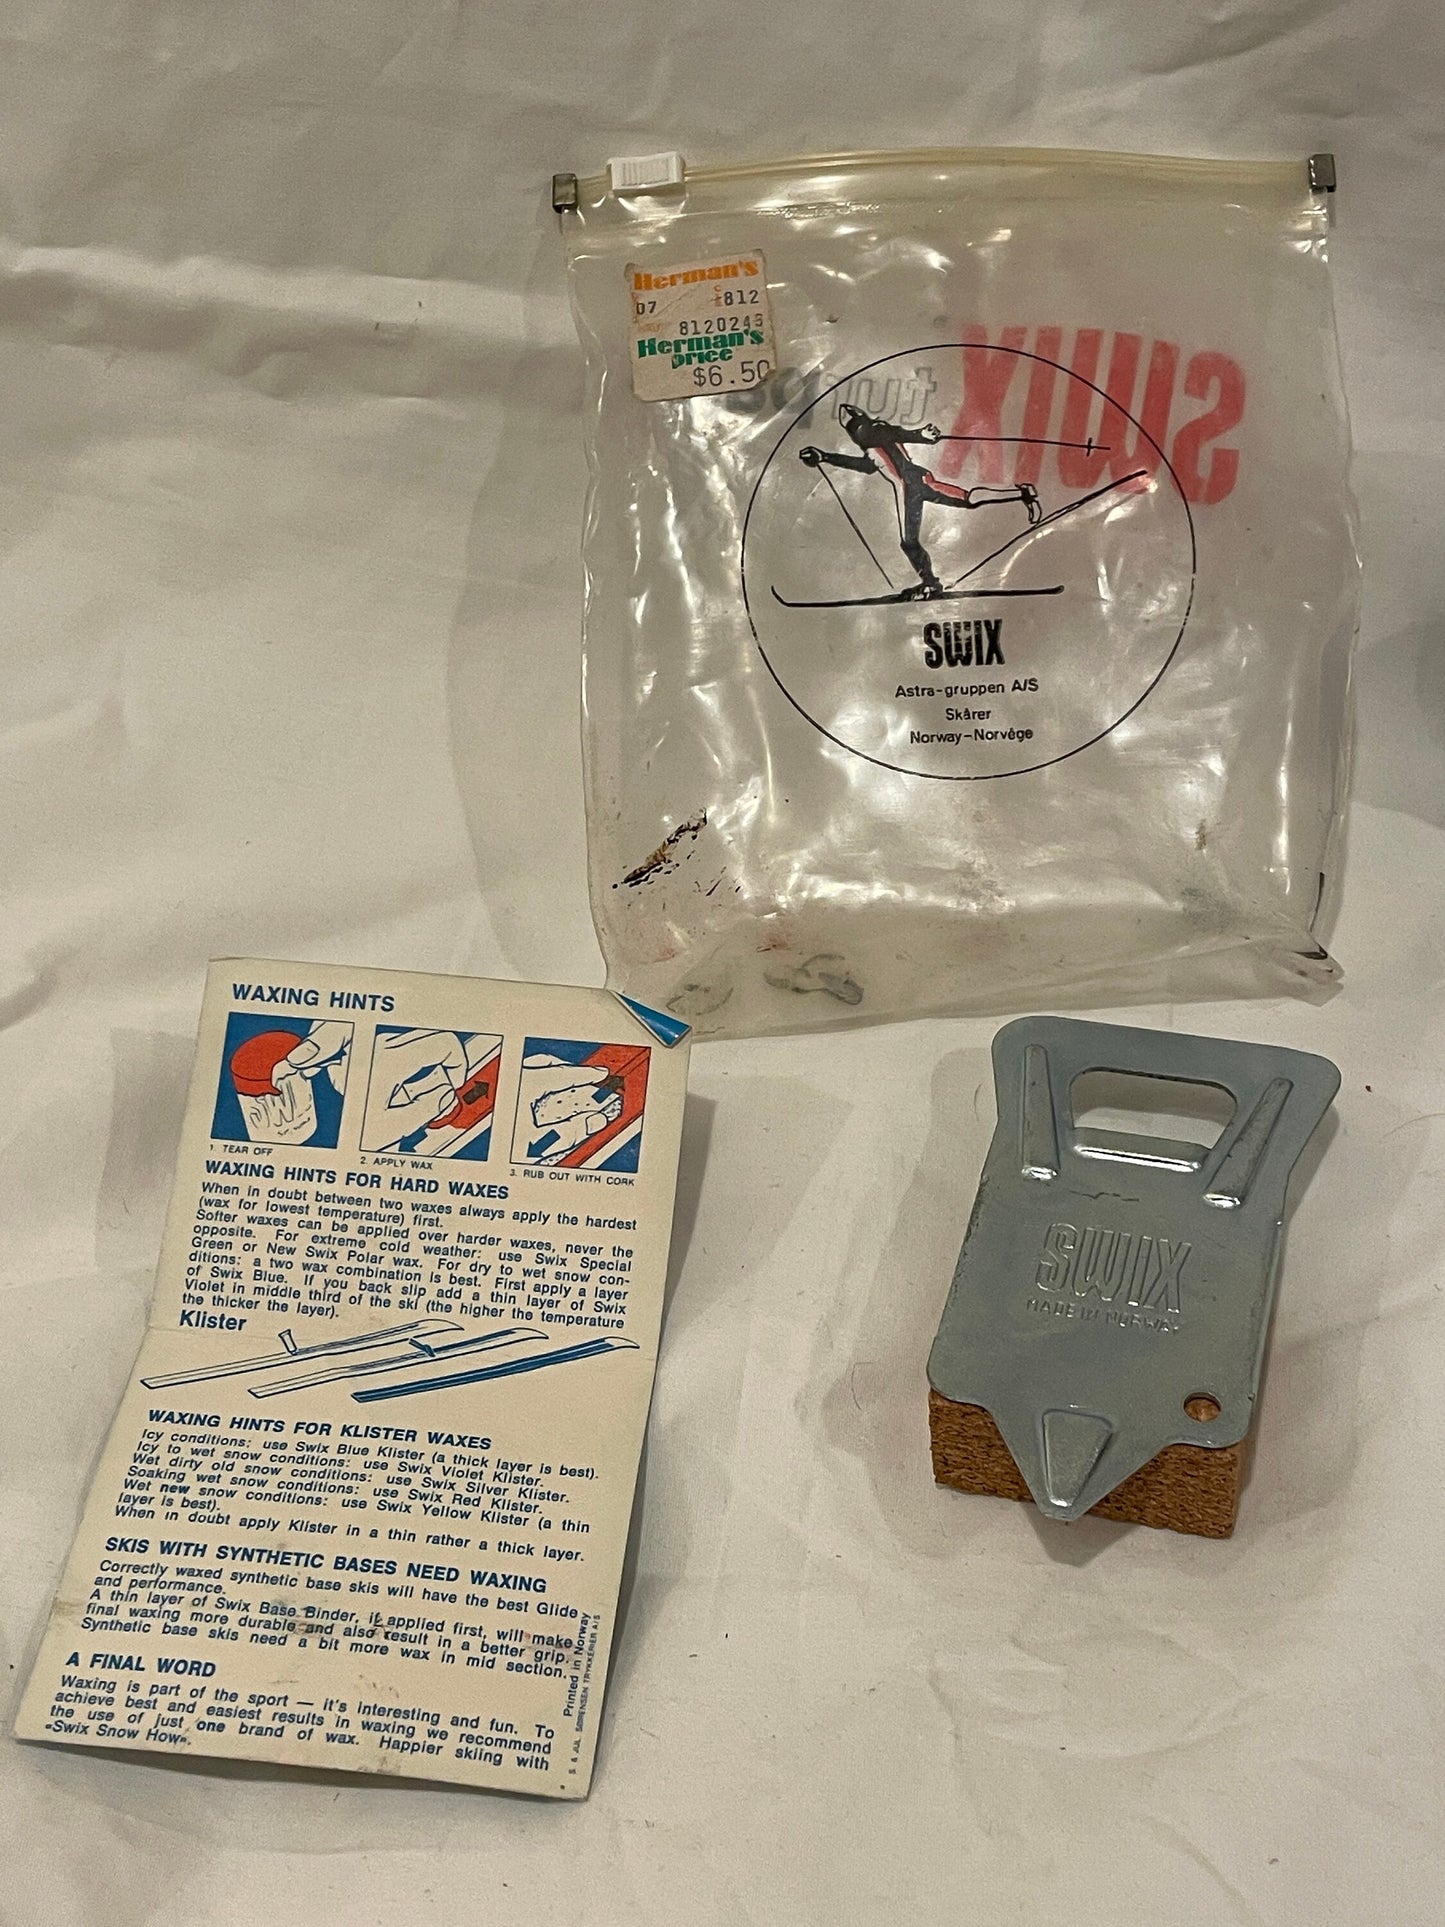 Herman's
07 812
8120243
Herman's
price
$6.50
SWIX
tur
SWIX
Astra-gruppen A/S
Skårer
Norway-Norvêge
WAXING HINTS
1. TEAR OFF
2. APPLY WAX
3. RUB OUT WITH CORK
WAXING HINTS FOR HARD WAXES
When in doubt between two waxes always apply the hardest
(wax for lowest temperature) first.
Softer waxes can be applied over harder waxes, never the
opposite. For extreme cold weather: use Swix Special
Green or New Swix Polar wax. For dry to wet snow con-
ditions: a two wax combination is best. First apply a layer
of Swix Blue. If you back slip add a thin layer of Swix
Violet in middle third of the ski (the higher the temperature
the thicker the layer).
Klister
WAXING HINTS FOR KLISTER WAXES
Icy conditions: use Swix Blue Klister (a thick layer is best).
Icy to wet snow conditions: use Swix Violet Klister.
Wet dirty old snow conditions: use Swix Silver Klister.
Soaking wet snow conditions: use Swix Red Klister.
Wet new snow conditions: use Swix Yellow Klister (a thin
layer is best).
When in doubt apply Klister in a thin rather a thick layer.
SKIS WITH SYNTHETIC BASES NEED WAXING
Correctly waxed synthetic base skis will have the best Glide
and performance.
A thin layer of Swix Base Binder, if applied first, will make
final waxing more durable and also result in a better grip.
Synthetic base skis need a bit more wax in mid section.
A FINAL WORD
Waxing is part of the sport — it's interesting and fun. To
achieve best and easiest results in waxing we recommend
the use of just one brand of wax. Happier skiing with
«Swix Snow How».
Printed in Norway
S. & JUL. SØRENSEN TRYKKERIER A/S
SWIX
MADE IN NORWAY